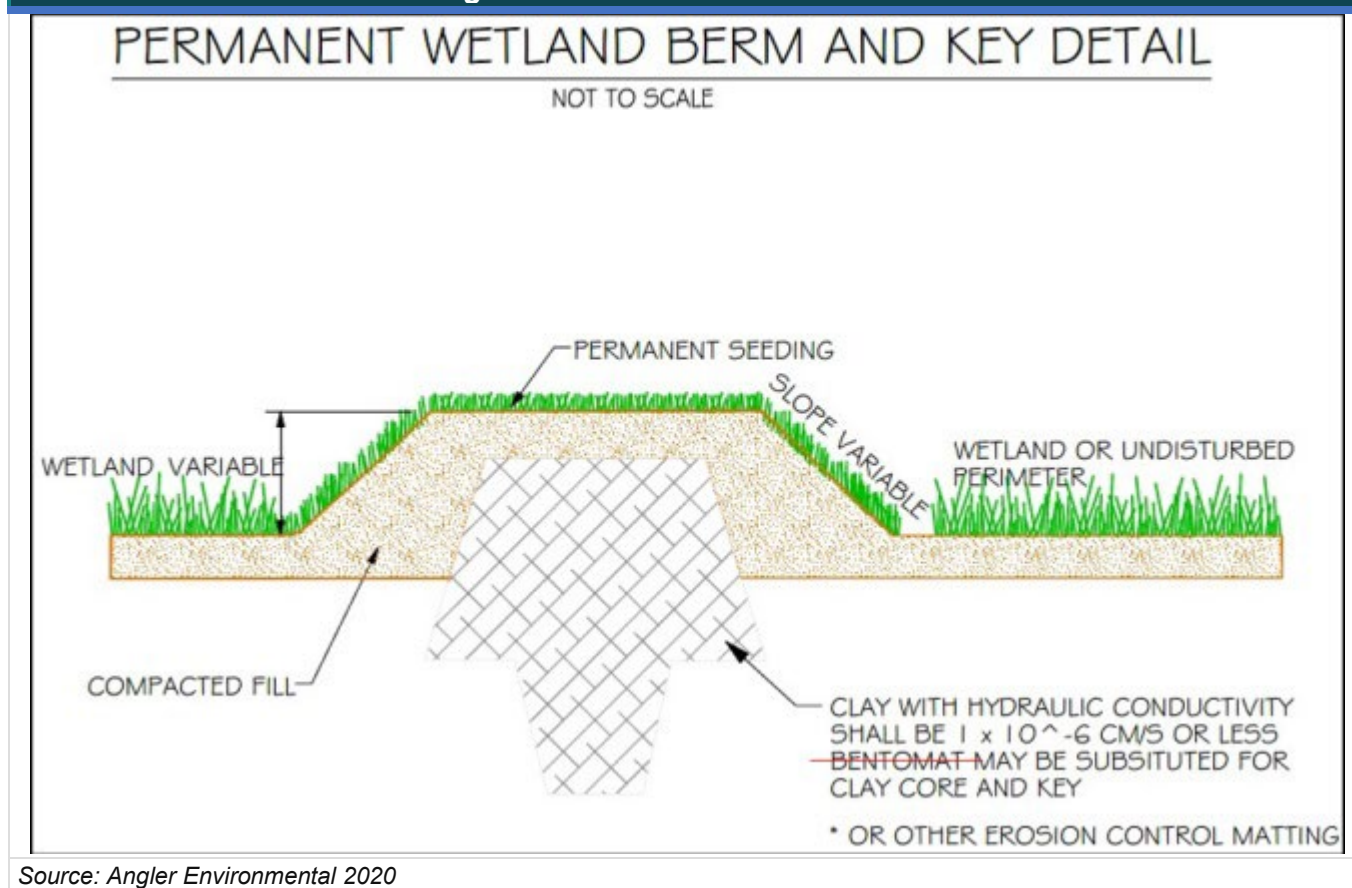 PERMANENT WETLAND BERM AND KEY DETAIL
NOT TO SCALE
PERMANENT SEEDING
SLOPE VARIABLE
WETLAND VARIABLE
WETLAND OR UNDISTURBED
PERIMETER
COMPACTED FILL
CLAY WITH HYDRAULIC CONDUCTIVITY
SHALL BE 1 x 10^-6 CM/S OR LESS
BENTOMAT MAY BE SUBSITUTED FOR
CLAY CORE AND KEY
* OR OTHER EROSION CONTROL MATTING
Source: Angler Environmental 2020